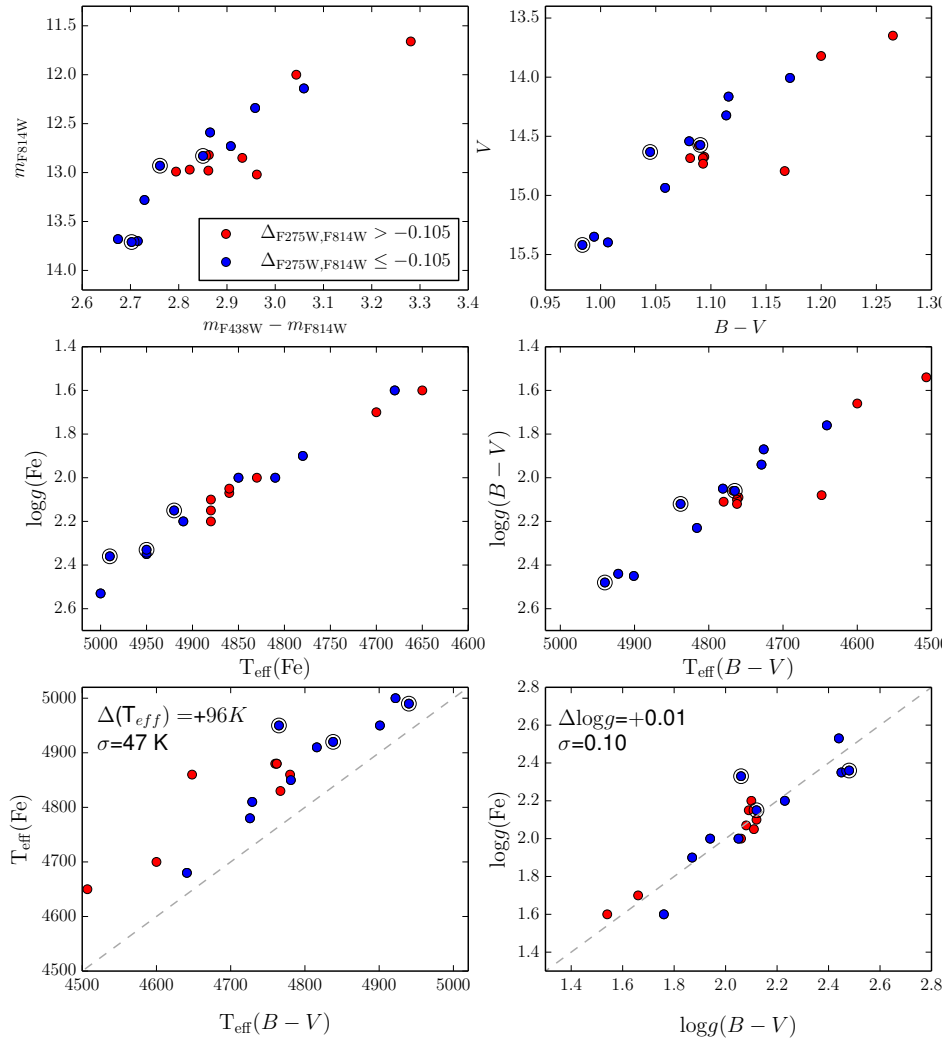 11.5
12.0
12.5
13.0
13.5
14.0
m_F814W
2.6 2.7 2.8 2.9 3.0 3.1 3.2 3.3 3.4
m_F438W − m_F814W
Δ_F275W,F814W > −0.105
Δ_F275W,F814W ≤ −0.105
13.5
14.0
14.5
15.0
15.5
V
0.95 1.00 1.05 1.10 1.15 1.20 1.25 1.30
B − V
1.4
1.6
1.8
2.0
2.2
2.4
2.6
logg(Fe)
5000 4950 4900 4850 4800 4750 4700 4650 4600
T_eff(Fe)
1.4
1.6
1.8
2.0
2.2
2.4
2.6
logg(B − V)
5000 4900 4800 4700 4600 4500
T_eff(B − V)
5000
4900
4800
4700
4600
4500
T_eff(Fe)
Δ(T_eff) =+96K
σ=47 K
4500 4600 4700 4800 4900 5000
T_eff(B − V)
2.8
2.6
2.4
2.2
2.0
1.8
1.6
1.4
logg(Fe)
Δlogg=+0.01
σ=0.10
1.4 1.6 1.8 2.0 2.2 2.4 2.6 2.8
logg(B − V)